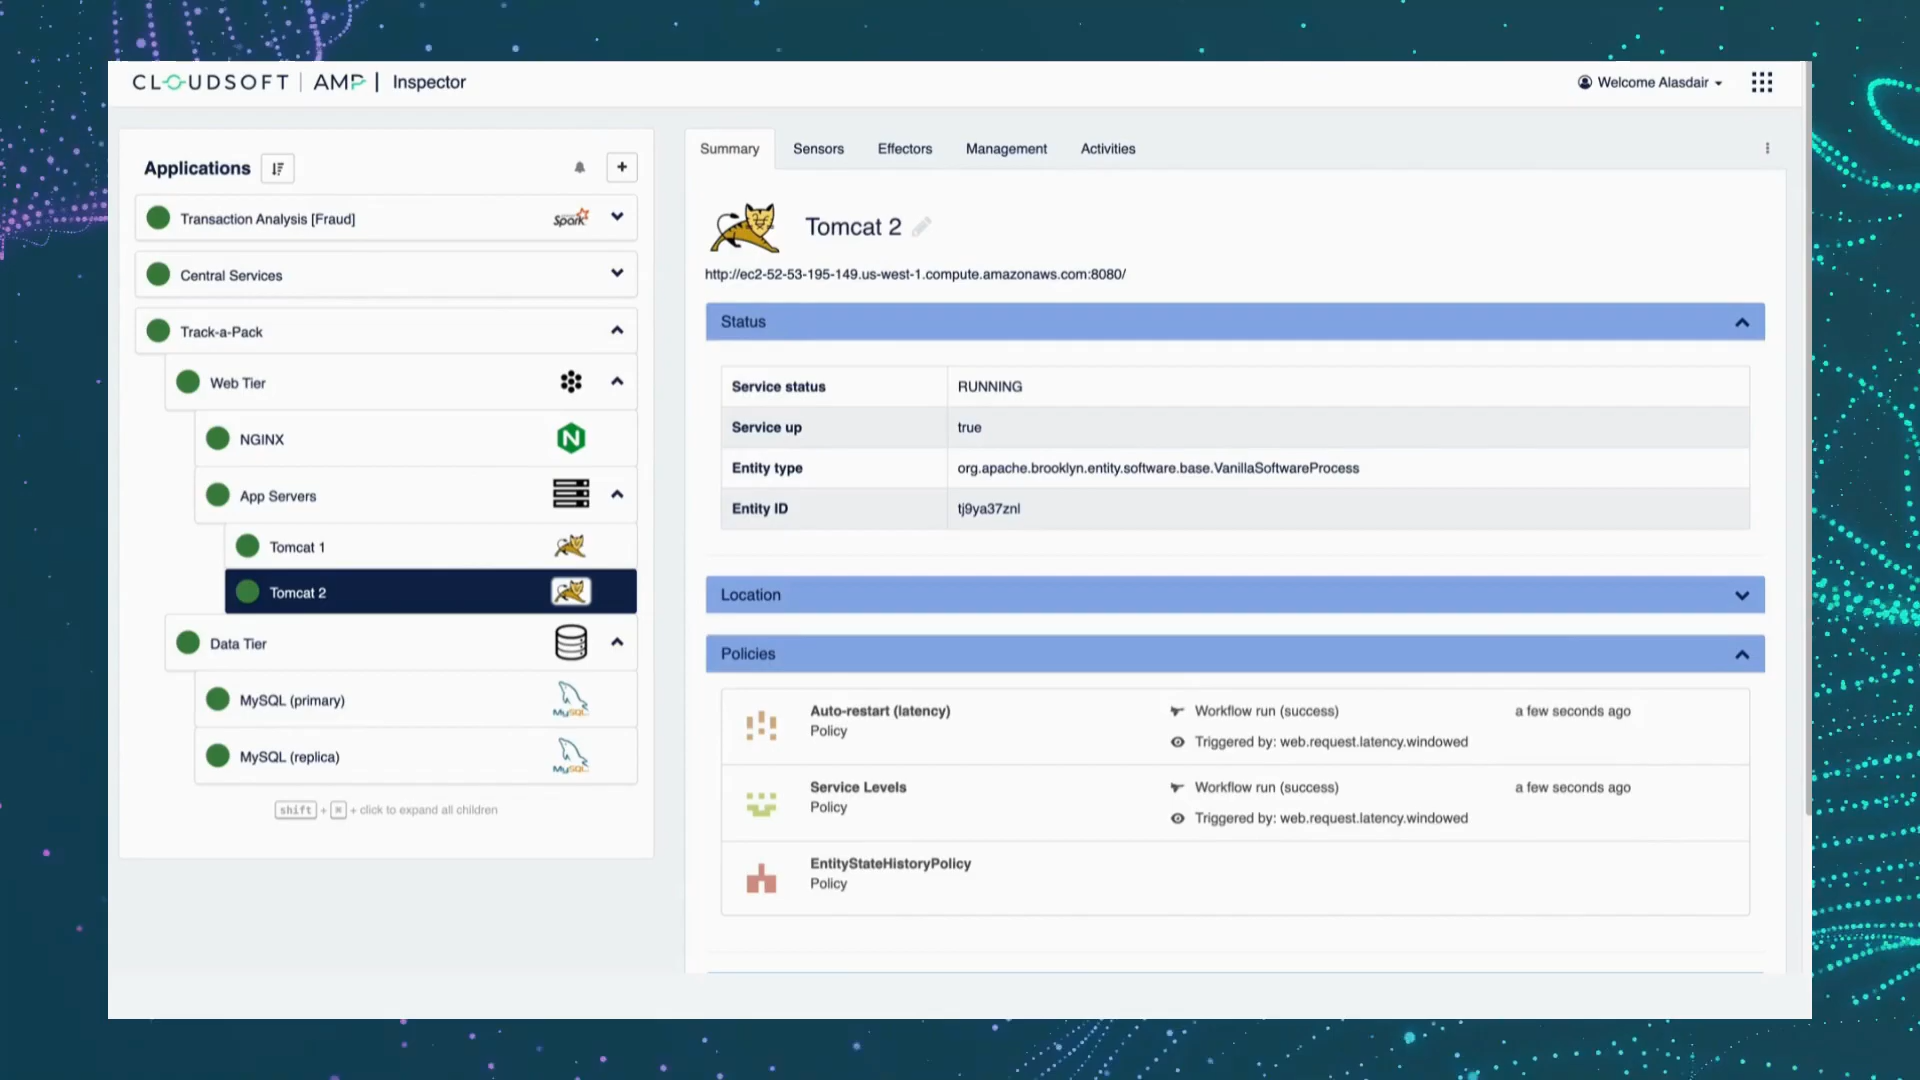 CLOUDSOFT | AMP | Inspector
Welcome Alasdair
Applications
Transaction Analysis [Fraud]
Spark
Central Services
Track-a-Pack
Web Tier
NGINX
N
App Servers
Tomcat 1
Tomcat 2
Data Tier
MySQL (primary)
MySQL
MySQL (replica)
MySQL
shift + ⌘ + click to expand all children
Summary
Sensors
Effectors
Management
Activities
Tomcat 2
http://ec2-52-53-195-149.us-west-1.compute.amazonaws.com:8080/
Status
Service status RUNNING
Service up true
Entity type org.apache.brooklyn.entity.software.base.VanillaSoftwareProcess
Entity ID tj9ya37znl
Location
Policies
Auto-restart (latency) Workflow run (success) a few seconds ago
Policy Triggered by: web.request.latency.windowed
Service Levels Workflow run (success) a few seconds ago
Policy Triggered by: web.request.latency.windowed
EntityStateHistoryPolicy
Policy